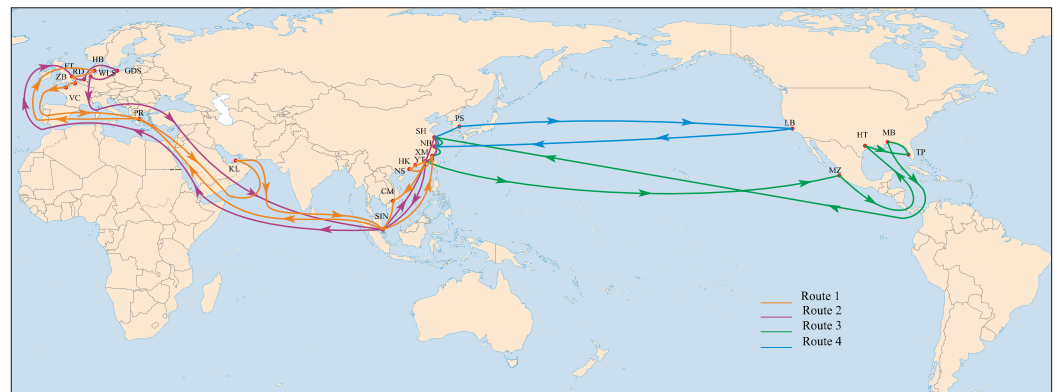 FT
HB
ZB
RD
WLS
GDS
VC
PR
KL
PS
SH
NB
XM
HK
YT
NS
CM
SIN
LB
HT
MB
TP
MZ
Route 1
Route 2
Route 3
Route 4